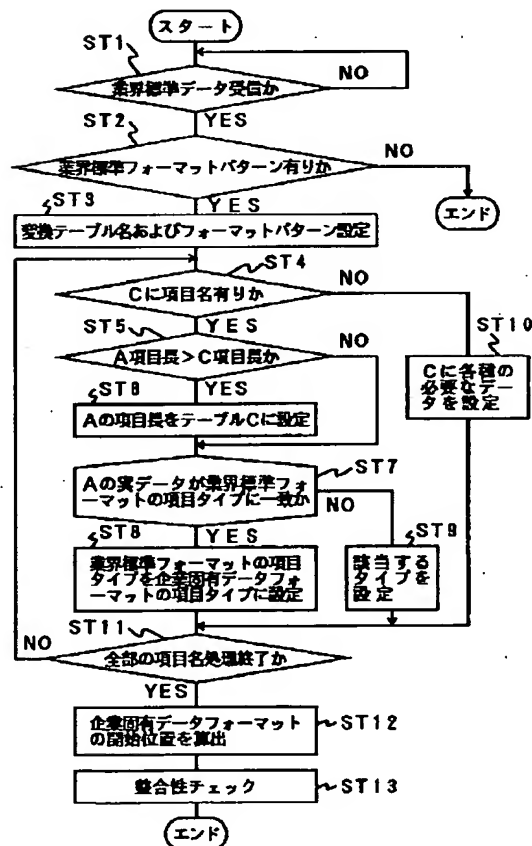 スタート
ST1
業界標準データ受信か
NO
YES
ST2
業界標準フォーマットパターン有りか
NO
YES
エンド
ST3
変換テーブル名およびフォーマットパターン設定
ST4
Cに項目名有りか
NO
YES
ST5
A項目長>C項目長か
NO
YES
ST10
Cに各種の
必要なデー
タを設定
ST6
Aの項目長をテーブルCに設定
ST7
Aの実データが業界標準フォ
ーマットの項目タイプに一致か
NO
YES
ST8
業界標準フォーマットの項目
タイプを企業固有データフォ
ーマットの項目タイプに設定
ST9
該当する
タイプを
設定
ST11
NO
全部の項目名処理終了か
YES
企業固有データフォーマット
の開始位置を算出
ST12
整合性チェック
ST13
エンド